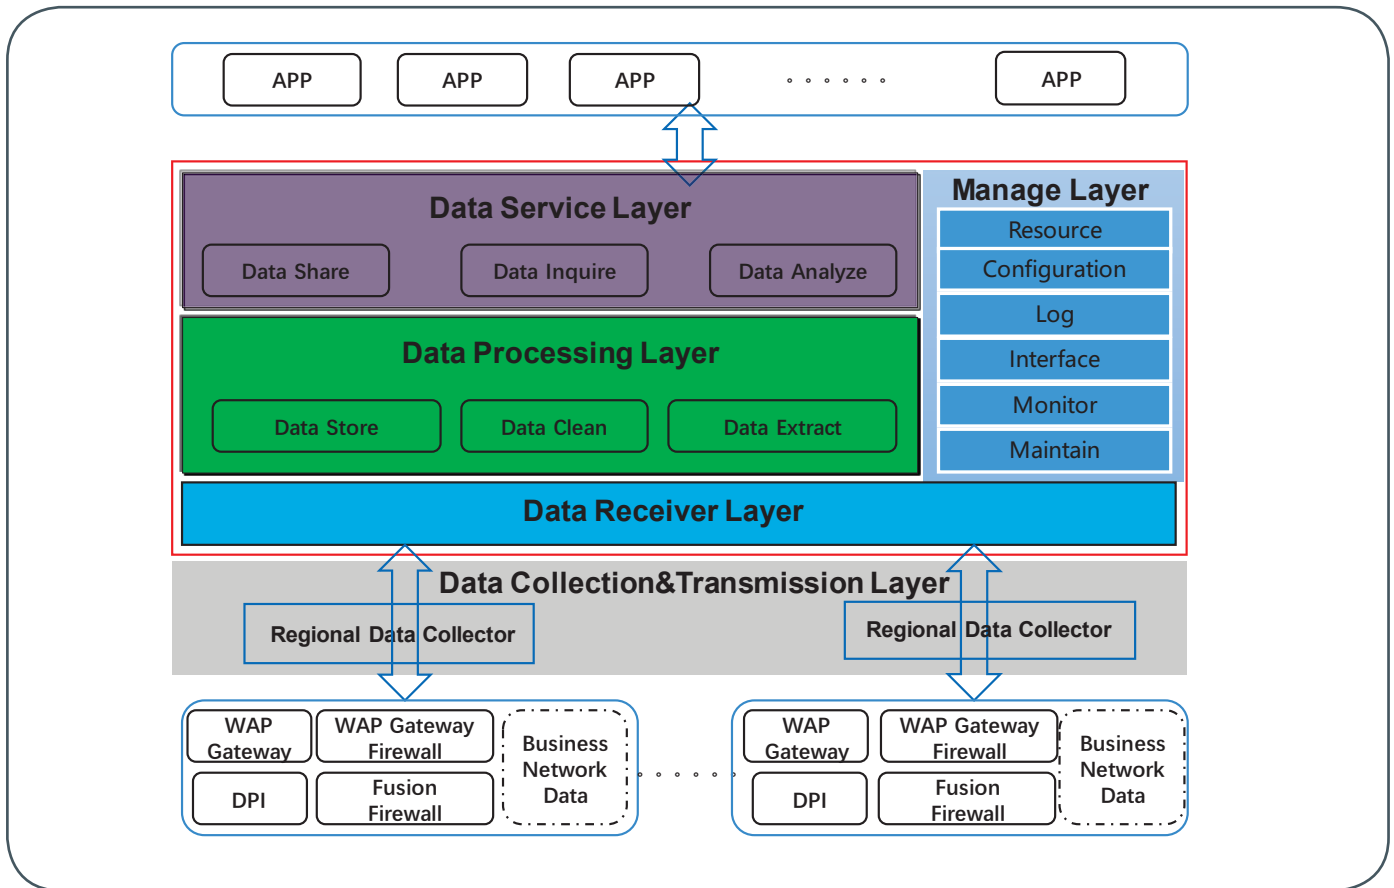 APP
APP
APP
APP
Data Service Layer
Data Share
Data Inquire
Data Analyze
Manage Layer
Resource
Configuration
Log
Interface
Monitor
Maintain
Data Processing Layer
Data Store
Data Clean
Data Extract
Data Receiver Layer
Data Collection&Transmission Layer
Regional Data Collector
Regional Data Collector
WAP
Gateway
WAP Gateway
Firewall
DPI
Fusion
Firewall
Business
Network
Data
WAP
Gateway
WAP Gateway
Firewall
DPI
Fusion
Firewall
Business
Network
Data